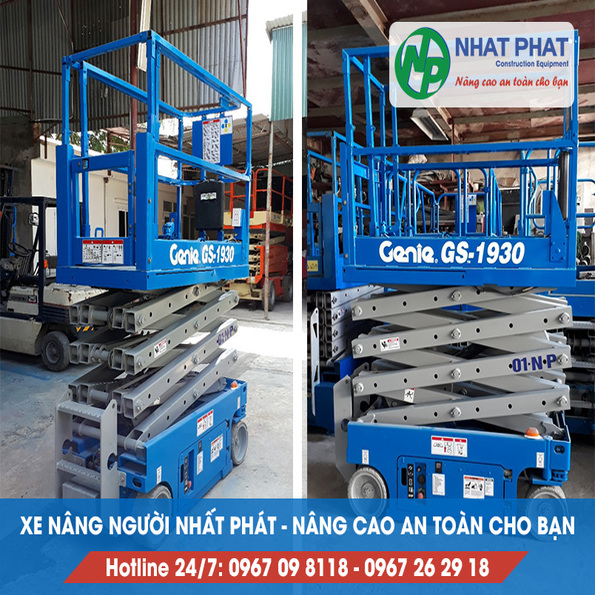 NHAT PHAT
Construction Equipment
Nâng cao an toàn cho bạn
NP
Genie GS-1930
Genie GS-1930
01-N-P
01-N-P
XE NÂNG NGƯỜI NHẤT PHÁT - NÂNG CAO AN TOÀN CHO BẠN
Hotline 24/7: 0967 09 8118 - 0967 26 29 18